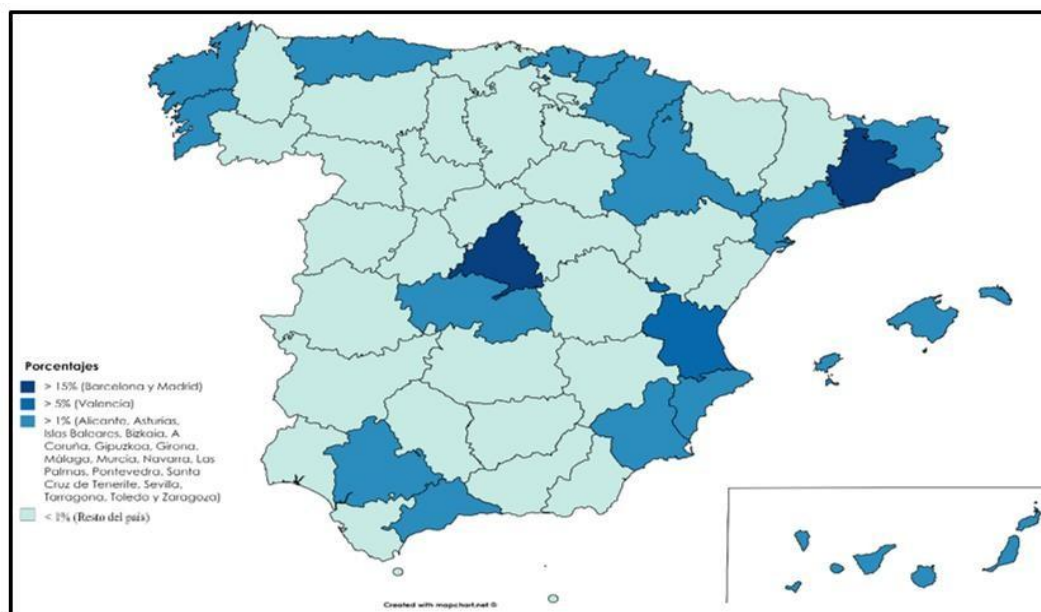 Porcentajes
> 15% (Barcelona y Madrid)
> 5% (Valencia)
> 1% (Alicante, Asturias,
Islas Baleares, Bizkaia, A
Coruña, Gipuzkoa, Girona,
Málaga, Murcia, Navarra, Las
Palmas, Pontevedra, Santa
Cruz de Tenerife, Sevilla,
Tarragona, Toledo y Zaragoza)
< 1% (Resto del país)
Created with mapchart.net ©